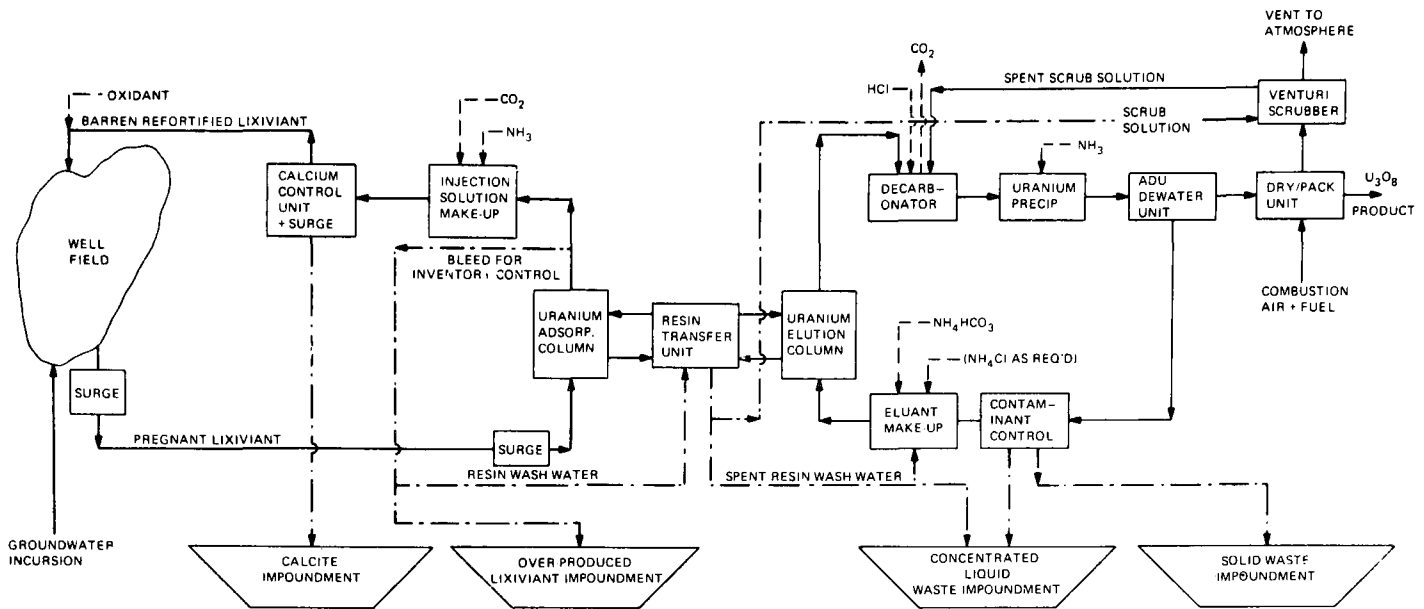 VENT TO
ATMOSPHERE
CO2
OXIDANT
HCl
SPENT SCRUB SOLUTION
CO2
VENTURI
SCRUBBER
BARREN REFORTIFIED LIXIVIANT
SCRUB
SOLUTION
NH3
NH3
CALCIUM
CONTROL
UNIT
+ SURGE
INJECTION
SOLUTION
MAKE-UP
DECARB-
ONATOR
URANIUM
PRECIP
ADU
DEWATER
UNIT
DRY/PACK
UNIT
U3O8
PRODUCT
WELL
FIELD
BLEED FOR
INVENTORY CONTROL
COMBUSTION
AIR + FUEL
URANIUM
ADSORP.
COLUMN
RESIN
TRANSFER
UNIT
URANIUM
ELUTION
COLUMN
NH4HCO3
(NH4Cl AS REQ'D)
SURGE
ELUANT
MAKE-UP
CONTAM-
INANT
CONTROL
PREGNANT LIXIVIANT
SURGE
RESIN WASH WATER
SPENT RESIN WASH WATER
GROUNDWATER
INCURSION
CALCITE
IMPOUNDMENT
OVER-PRODUCED
LIXIVIANT IMPOUNDMENT
CONCENTRATED
LIQUID
WASTE IMPOUNDMENT
SOLID WASTE
IMPOUNDMENT